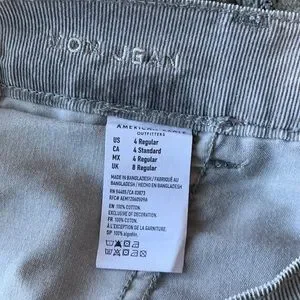 MOM JEAN
AMERICAN EAGLE
OUTFITTERS
US 4 Regular
CA 4 Standard
MX 4 Regular
UK 8 Regular
MADE IN BANGLADESH / FABRIQUÉ AU
BANGLADESH / HECHO EN BANGLADESH
EN 100% COTTON
EXCLUSIVE OF DECORATION.
FR 100% COTON.
À L'EXCEPTION DE LA GARNITURE.
SP 100% algodón.